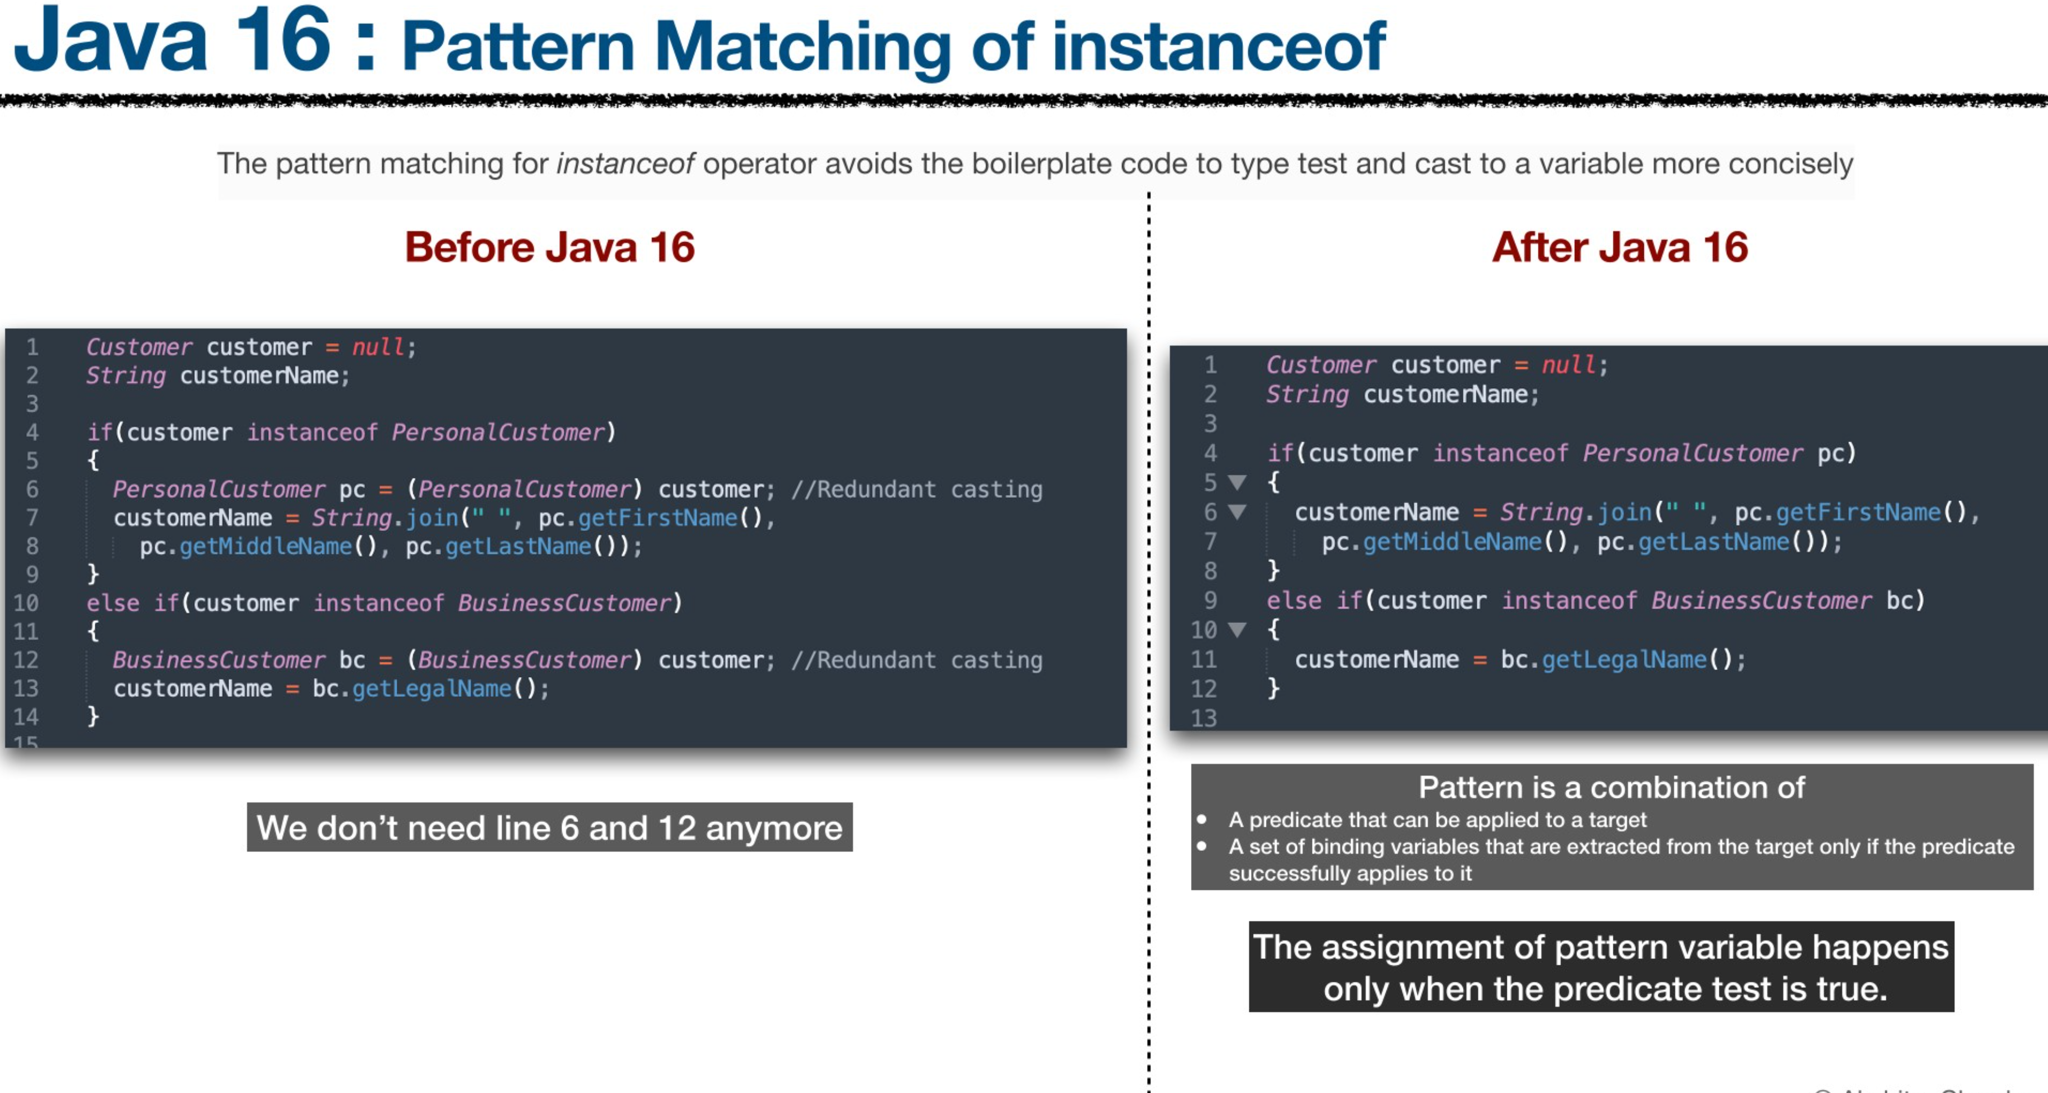 Java 16 : Pattern Matching of instanceof
The pattern matching for instanceof operator avoids the boilerplate code to type test and cast to a variable more concisely
Before Java 16
1 Customer customer = null;
2 String customerName;
3
4 if(customer instanceof PersonalCustomer)
5 {
6 PersonalCustomer pc = (PersonalCustomer) customer; //Redundant casting
7 customerName = String.join(" ", pc.getFirstName(),
8 pc.getMiddleName(), pc.getLastName());
9 }
10 else if(customer instanceof BusinessCustomer)
11 {
12 BusinessCustomer bc = (BusinessCustomer) customer; //Redundant casting
13 customerName = bc.getLegalName();
14 }
15
We don't need line 6 and 12 anymore
After Java 16
1 Customer customer = null;
2 String customerName;
3
4 if(customer instanceof PersonalCustomer pc)
5 {
6 customerName = String.join(" ", pc.getFirstName(),
7 pc.getMiddleName(), pc.getLastName());
8 }
9 else if(customer instanceof BusinessCustomer bc)
10 {
11 customerName = bc.getLegalName();
12 }
13
Pattern is a combination of
• A predicate that can be applied to a target
• A set of binding variables that are extracted from the target only if the predicate
successfully applies to it
The assignment of pattern variable happens
only when the predicate test is true.